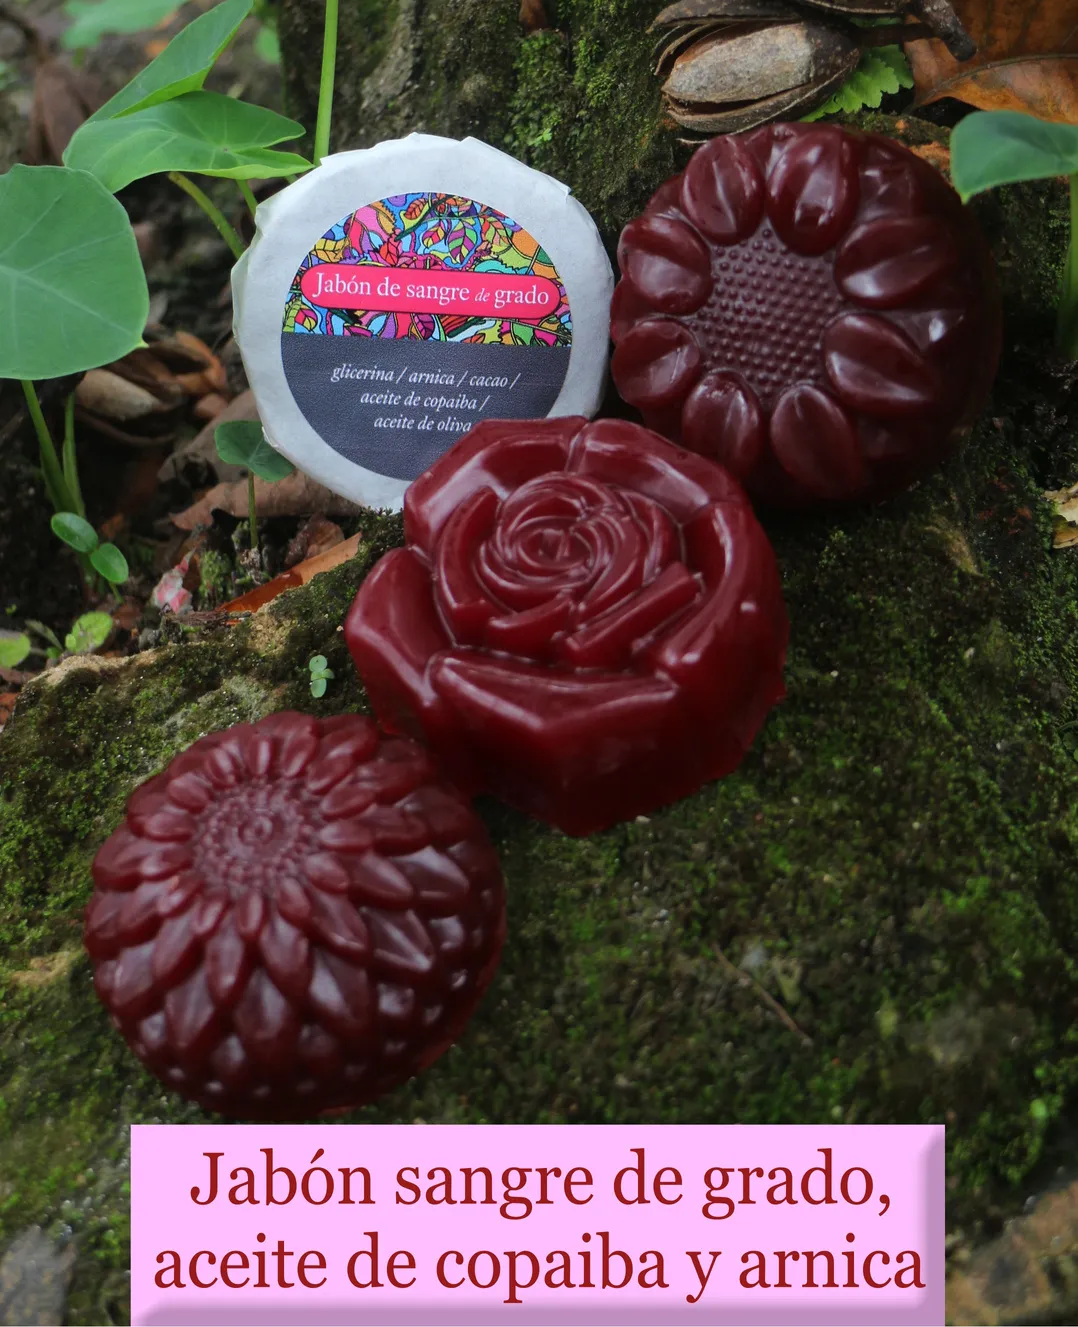 Jabón de sangre de grado
glicerina / arnica / cacao /
aceite de copaiba /
aceite de oliva
Jabón sangre de grado,
aceite de copaiba y arnica